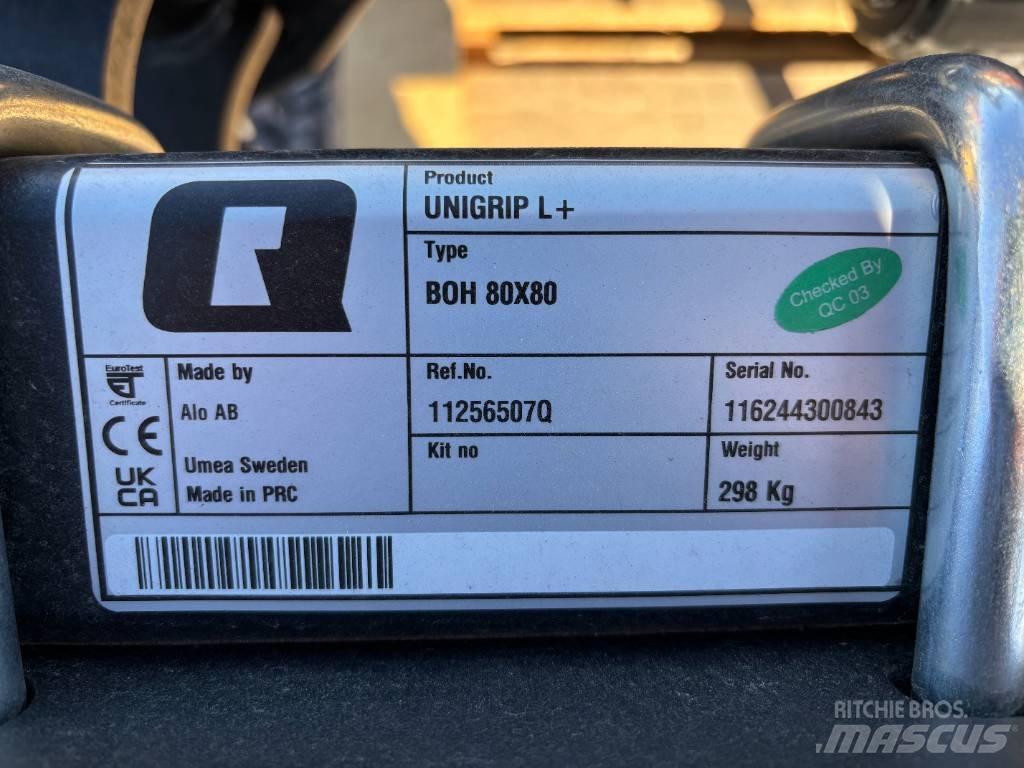 Product
UNIGRIP L+
Type
BOH 80X80
Checked By
QC 03
EuroTest
ET
Certificate
CE
UK
CA
Made by
Alo AB
Umea Sweden
Made in PRC
Ref.No.
11256507Q
Serial No.
116244300843
Kit no
Weight
298 Kg
RITCHIE BROS.
MASCUS